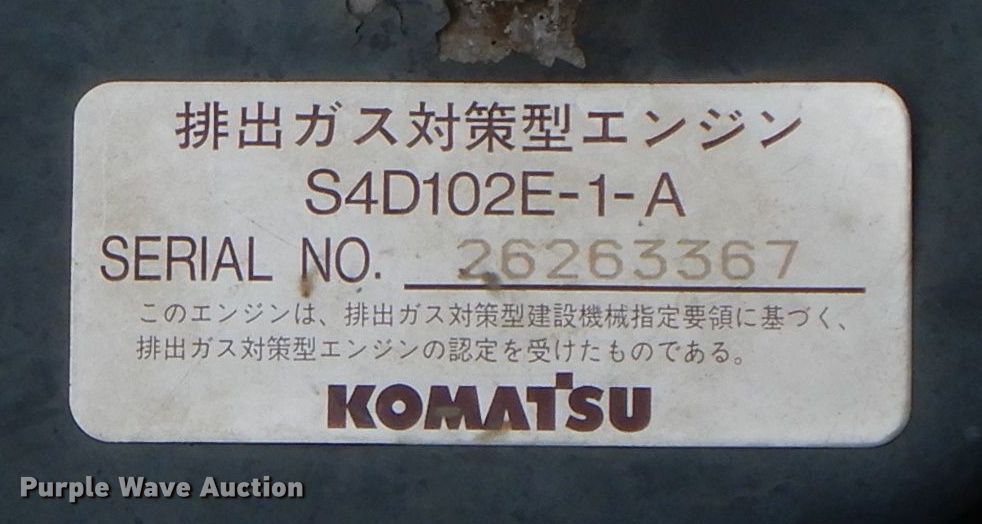 排出ガス対策型エンジン
S4D102E-1-A
SERIAL NO. 26263367
このエンジンは、排出ガス対策型建設機械指定要領に基づく、
排出ガス対策型エンジンの認定を受けたものである。
KOMATSU
Purple Wave Auction